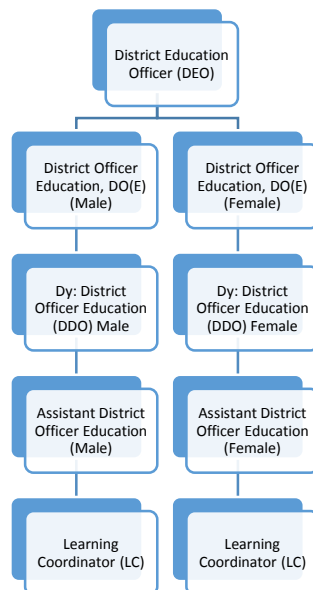 District Education
Officer (DEO)
District Officer
Education, DO(E)
(Male)
District Officer
Education, DO(E)
(Female)
Dy: District
Officer Education
(DDO) Male
Dy: District
Officer Education
(DDO) Female
Assistant District
Officer Education
(Male)
Assistant District
Officer Education
(Female)
Learning
Coordinator (LC)
Learning
Coordinator (LC)